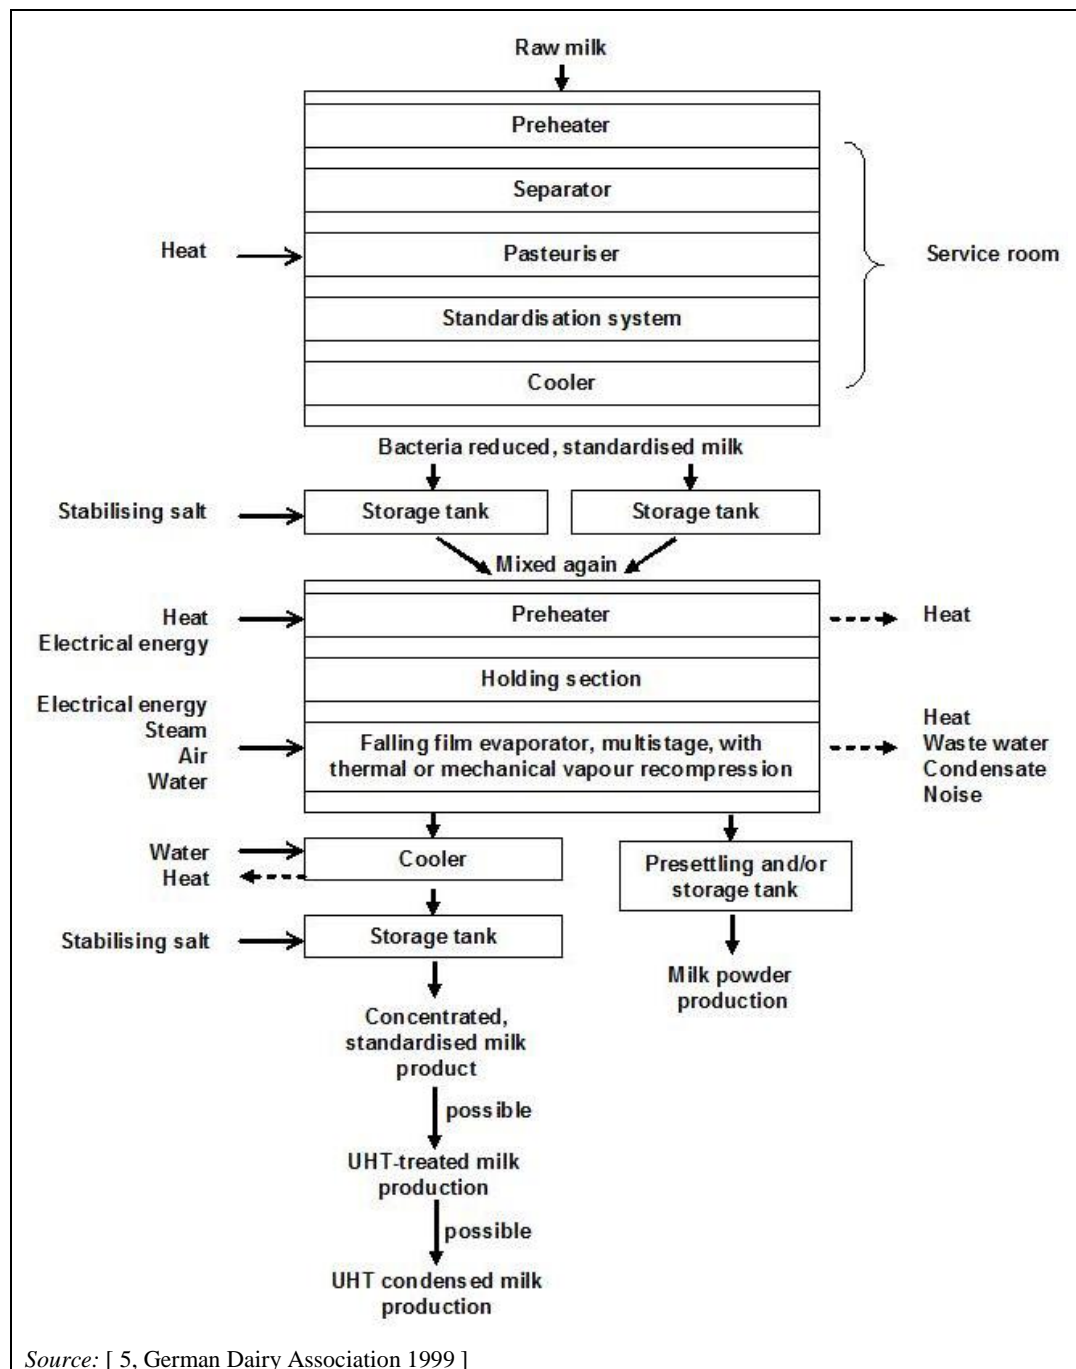 Raw milk
Preheater
Separator
Heat
Pasteuriser
Service room
Standardisation system
Cooler
Bacteria reduced, standardised milk
Stabilising salt
Storage tank
Storage tank
Mixed again
Heat
Electrical energy
Preheater
Heat
Holding section
Electrical energy
Steam
Air
Water
Falling film evaporator, multistage, with
thermal or mechanical vapour recompression
Heat
Waste water
Condensate
Noise
Water
Heat
Cooler
Presettling and/or
storage tank
Stabilising salt
Storage tank
Milk powder
production
Concentrated,
standardised milk
product
possible
UHT-treated milk
production
possible
UHT condensed milk
production
Source: [ 5, German Dairy Association 1999 ]